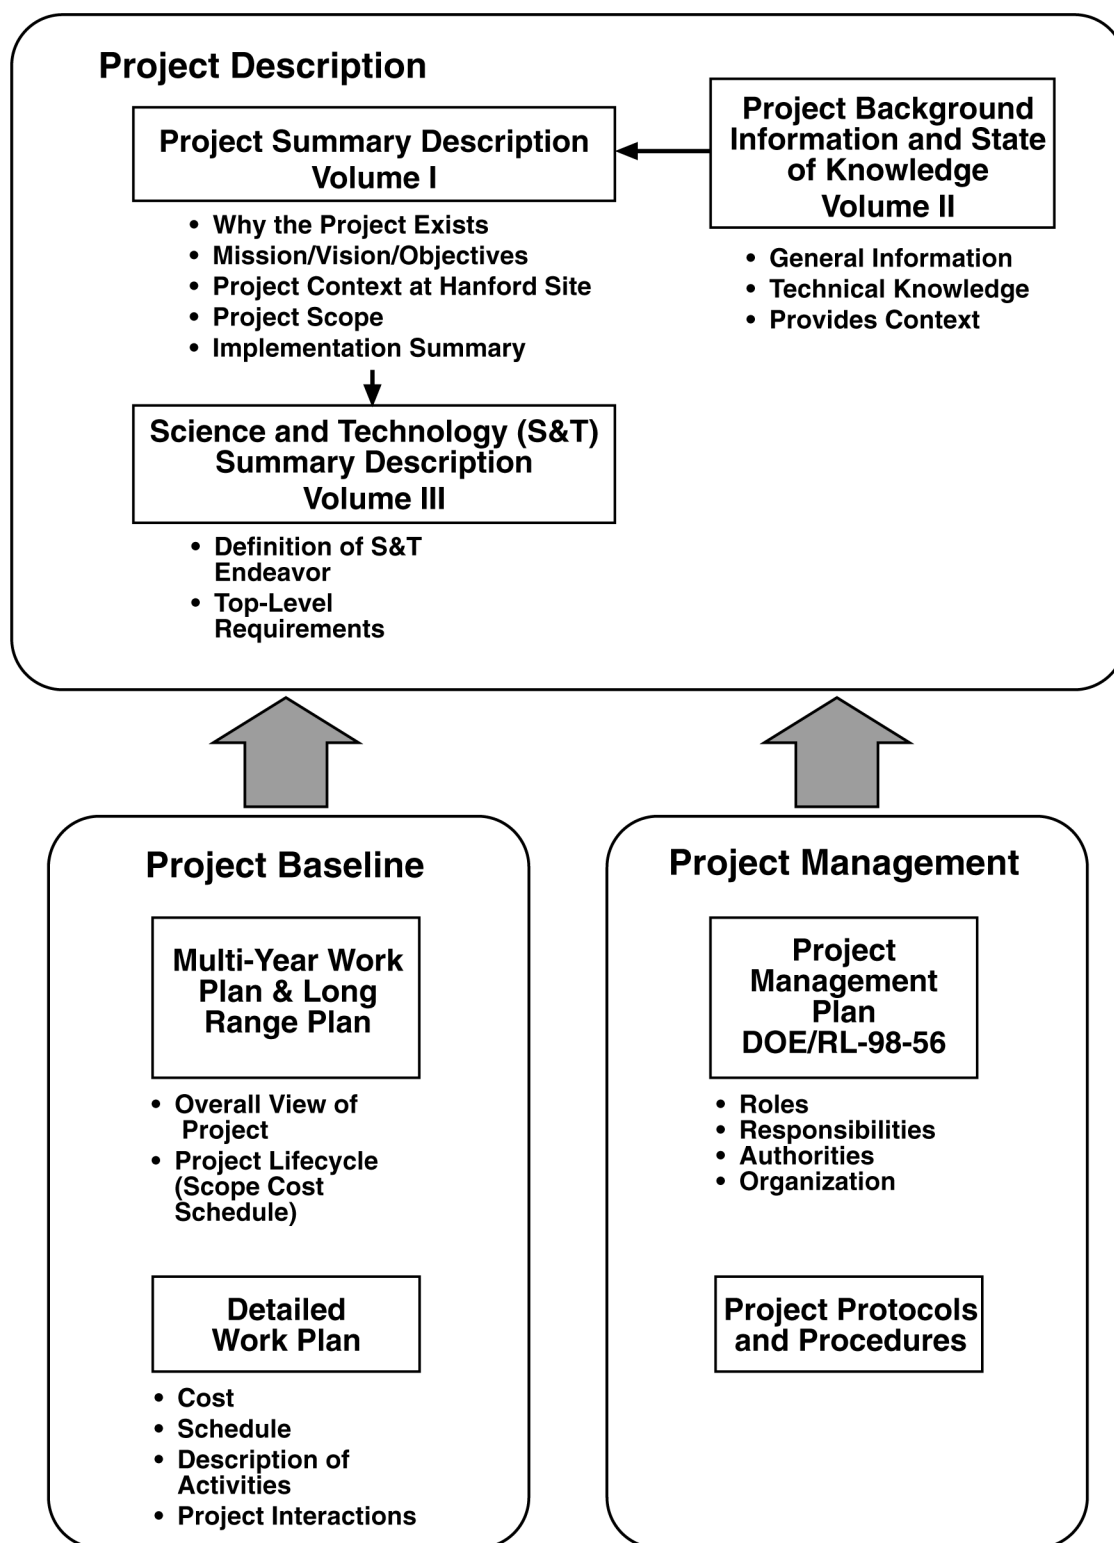 Project Description
Project Summary Description
Volume I
• Why the Project Exists
• Mission/Vision/Objectives
• Project Context at Hanford Site
• Project Scope
• Implementation Summary
Project Background
Information and State
of Knowledge
Volume II
• General Information
• Technical Knowledge
• Provides Context
Science and Technology (S&T)
Summary Description
Volume III
• Definition of S&T
Endeavor
• Top-Level
Requirements
Project Baseline
Multi-Year Work
Plan & Long
Range Plan
• Overall View of
Project
• Project Lifecycle
(Scope Cost
Schedule)
Detailed
Work Plan
• Cost
• Schedule
• Description of
Activities
• Project Interactions
Project Management
Project
Management
Plan
DOE/RL-98-56
• Roles
• Responsibilities
• Authorities
• Organization
Project Protocols
and Procedures